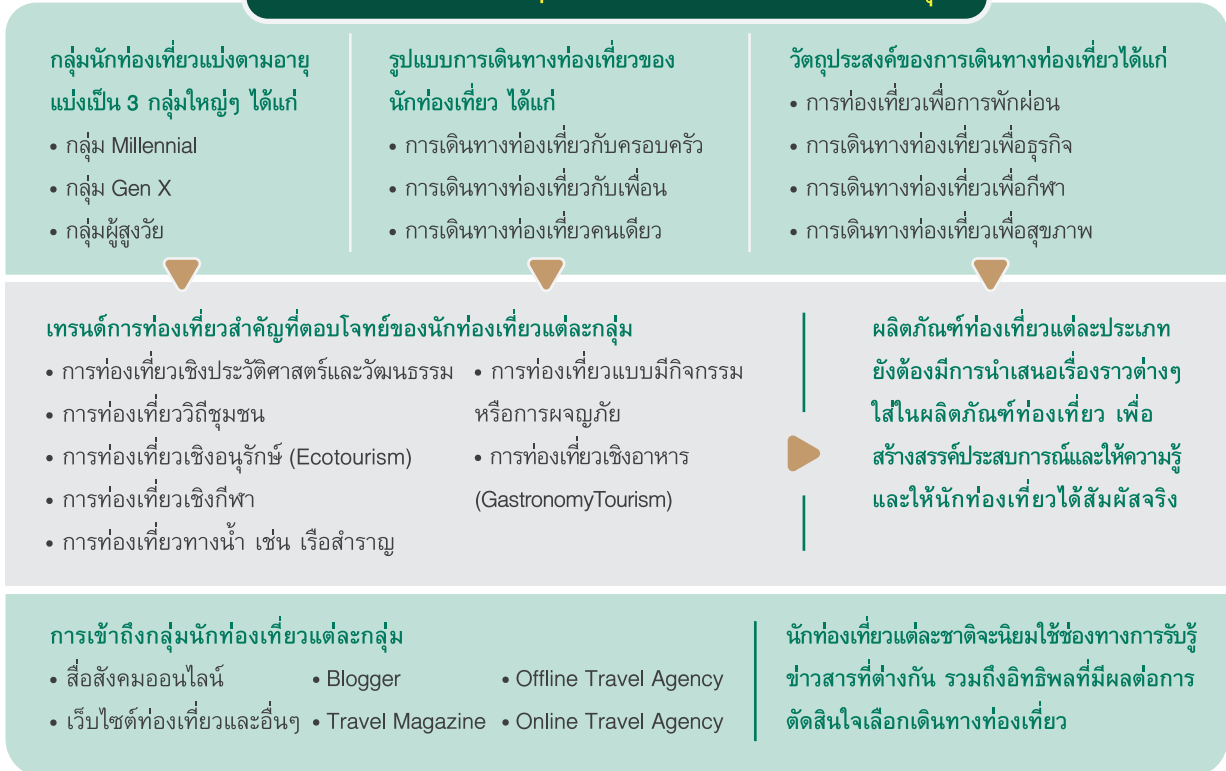 กลุ่มนักท่องเที่ยวแบ่งตามอายุ
แบ่งเป็น 3 กลุ่มใหญ่ๆ ได้แก่
• กลุ่ม Millennial
• กลุ่ม Gen X
• กลุ่มผู้สูงวัย
รูปแบบการเดินทางท่องเที่ยวของ
นักท่องเที่ยว ได้แก่
• การเดินทางท่องเที่ยวกับครอบครัว
• การเดินทางท่องเที่ยวกับเพื่อน
• การเดินทางท่องเที่ยวคนเดียว
วัตถุประสงค์ของการเดินทางท่องเที่ยวได้แก่
• การท่องเที่ยวเพื่อการพักผ่อน
• การเดินทางท่องเที่ยวเพื่อธุรกิจ
• การเดินทางท่องเที่ยวเพื่อกีฬา
• การเดินทางท่องเที่ยวเพื่อสุขภาพ
เทรนด์การท่องเที่ยวสำคัญที่ตอบโจทย์ของนักท่องเที่ยวแต่ละกลุ่ม
• การท่องเที่ยวเชิงประวัติศาสตร์และวัฒนธรรม
• การท่องเที่ยววิถีชุมชน
• การท่องเที่ยวเชิงอนุรักษ์ (Ecotourism)
• การท่องเที่ยวเชิงกีฬา
• การท่องเที่ยวทางน้ำ เช่น เรือสำราญ
• การท่องเที่ยวแบบมีกิจกรรม
หรือการผจญภัย
• การท่องเที่ยวเชิงอาหาร
(GastronomyTourism)
ผลิตภัณฑ์ท่องเที่ยวแต่ละประเภท
ยังต้องมีการนำเสนอเรื่องราวต่างๆ
ใส่ในผลิตภัณฑ์ท่องเที่ยว เพื่อ
สร้างสรรค์ประสบการณ์และให้ความรู้
และให้นักท่องเที่ยวได้สัมผัสจริง
การเข้าถึงกลุ่มนักท่องเที่ยวแต่ละกลุ่ม
• สื่อสังคมออนไลน์
• เว็บไซต์ท่องเที่ยวและอื่นๆ
• Blogger
• Travel Magazine
• Offline Travel Agency
• Online Travel Agency
นักท่องเที่ยวแต่ละชาติจะนิยมใช้ช่องทางการรับรู้
ข่าวสารที่ต่างกัน รวมถึงอิทธิพลที่มีผลต่อการ
ตัดสินใจเลือกเดินทางท่องเที่ยว